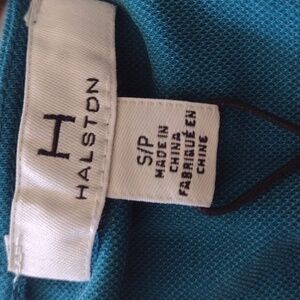 H
HALSTON
S/P
MADE IN
CHINA
FABRIQUÉ EN
CHINE